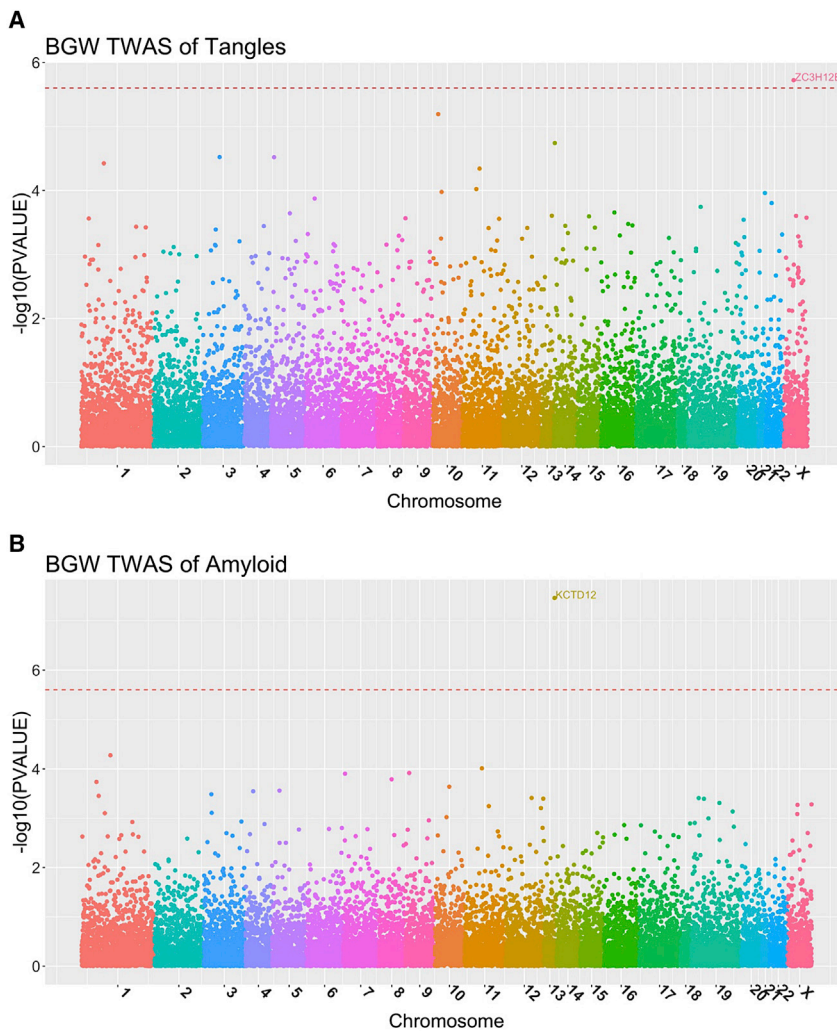 A
BGW TWAS of Tangles
6
ZC3H12B
4
-log10(PVALUE)
2
0
1 2 3 4 5 6 7 8 9 10 11 12 13 14 15 16 17 18 19 20 21 22 X
Chromosome
B
BGW TWAS of Amyloid
KCTD12
6
-log10(PVALUE)
4
2
0
1 2 3 4 5 6 7 8 9 10 11 12 13 14 15 16 17 18 19 20 21 22 X
Chromosome